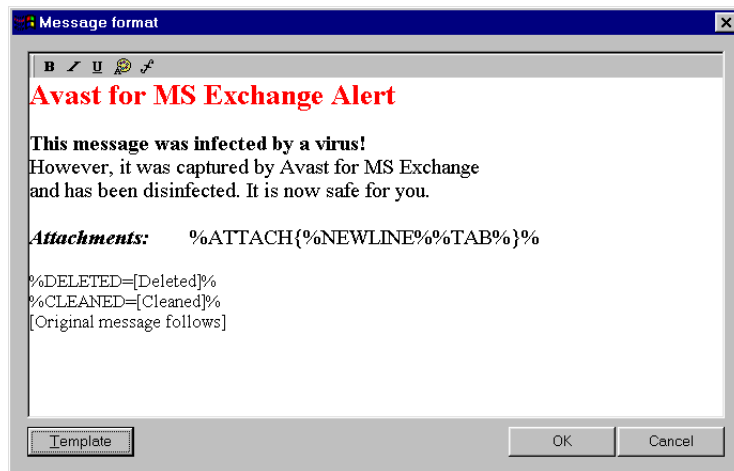 Message format
B I U
Avast for MS Exchange Alert
This message was infected by a virus!
However, it was captured by Avast for MS Exchange
and has been disinfected. It is now safe for you.
Attachments: %ATTACH{%NEWLINE%%TAB%}%
%DELETED=[Deleted]%
%CLEANED=[Cleaned]%
[Original message follows]
Template OK Cancel